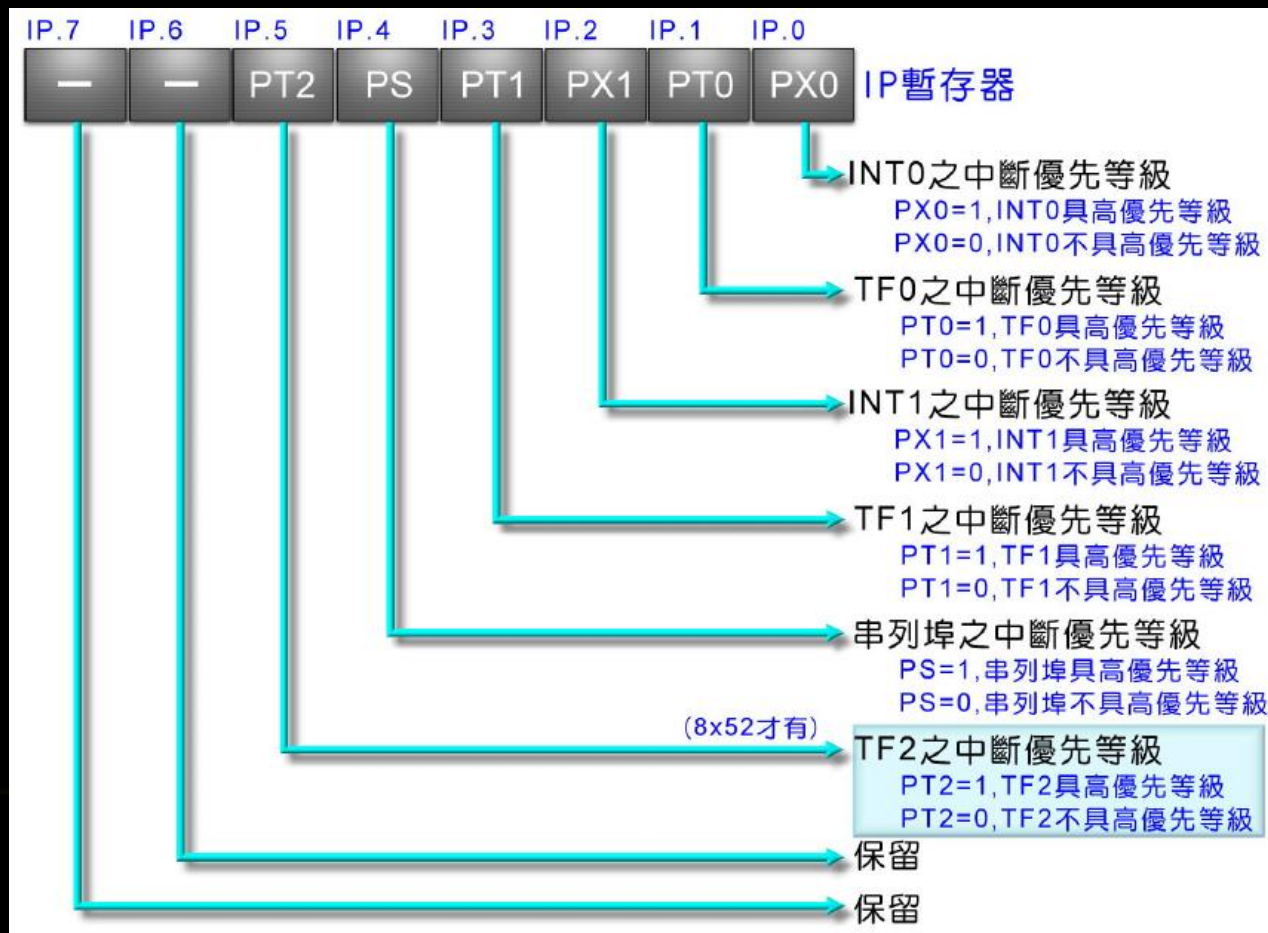 IP.7 IP.6 IP.5 IP.4 IP.3 IP.2 IP.1 IP.0
— — PT2 PS PT1 PX1 PT0 PX0 IP暫存器
INT0之中斷優先等級
PX0=1,INT0具高優先等級
PX0=0,INT0不具高優先等級
TF0之中斷優先等級
PT0=1,TF0具高優先等級
PT0=0,TF0不具高優先等級
INT1之中斷優先等級
PX1=1,INT1具高優先等級
PX1=0,INT1不具高優先等級
TF1之中斷優先等級
PT1=1,TF1具高優先等級
PT1=0,TF1不具高優先等級
串列埠之中斷優先等級
PS=1,串列埠具高優先等級
PS=0,串列埠不具高優先等級
(8x52才有)
TF2之中斷優先等級
PT2=1,TF2具高優先等級
PT2=0,TF2不具高優先等級
保留
保留